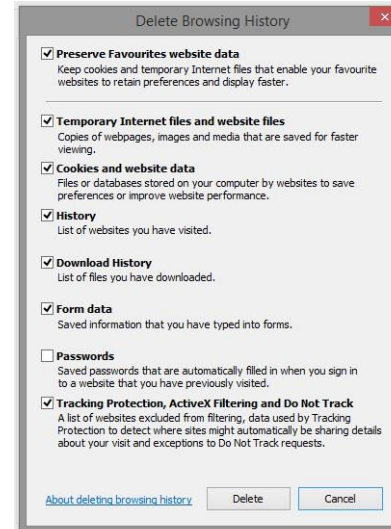 Delete Browsing History
Preserve Favourites website data
Keep cookies and temporary Internet files that enable your favourite
websites to retain preferences and display faster.
Temporary Internet files and website files
Copies of webpages, images and media that are saved for faster
viewing.
Cookies and website data
Files or databases stored on your computer by websites to save
preferences or improve website performance.
History
List of websites you have visited.
Download History
List of files you have downloaded.
Form data
Saved information that you have typed into forms.
Passwords
Saved passwords that are automatically filled in when you sign in
to a website that you have previously visited.
Tracking Protection, ActiveX Filtering and Do Not Track
A list of websites excluded from filtering, data used by Tracking
Protection to detect where sites might automatically be sharing details
about your visit and exceptions to Do Not Track requests.
About deleting browsing history Delete Cancel